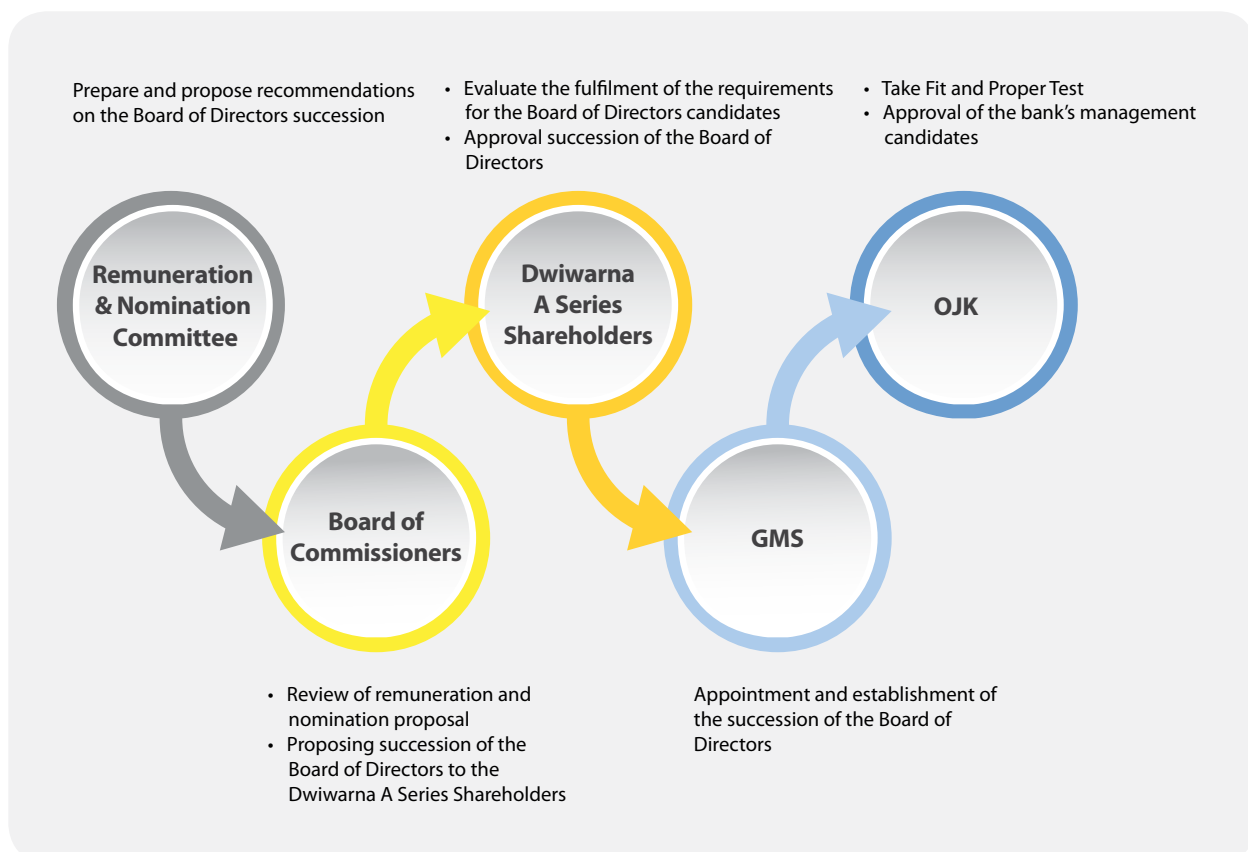 Prepare and propose recommendations
on the Board of Directors succession
• Evaluate the fulfilment of the requirements
for the Board of Directors candidates
• Approval succession of the Board of
Directors
• Take Fit and Proper Test
• Approval of the bank's management
candidates
Remuneration
& Nomination
Committee
Dwiwarna
A Series
Shareholders
OJK
Board of
Commissioners
GMS
• Review of remuneration and
nomination proposal
• Proposing succession of the
Board of Directors to the
Dwiwarna A Series Shareholders
Appointment and establishment of
the succession of the Board of
Directors